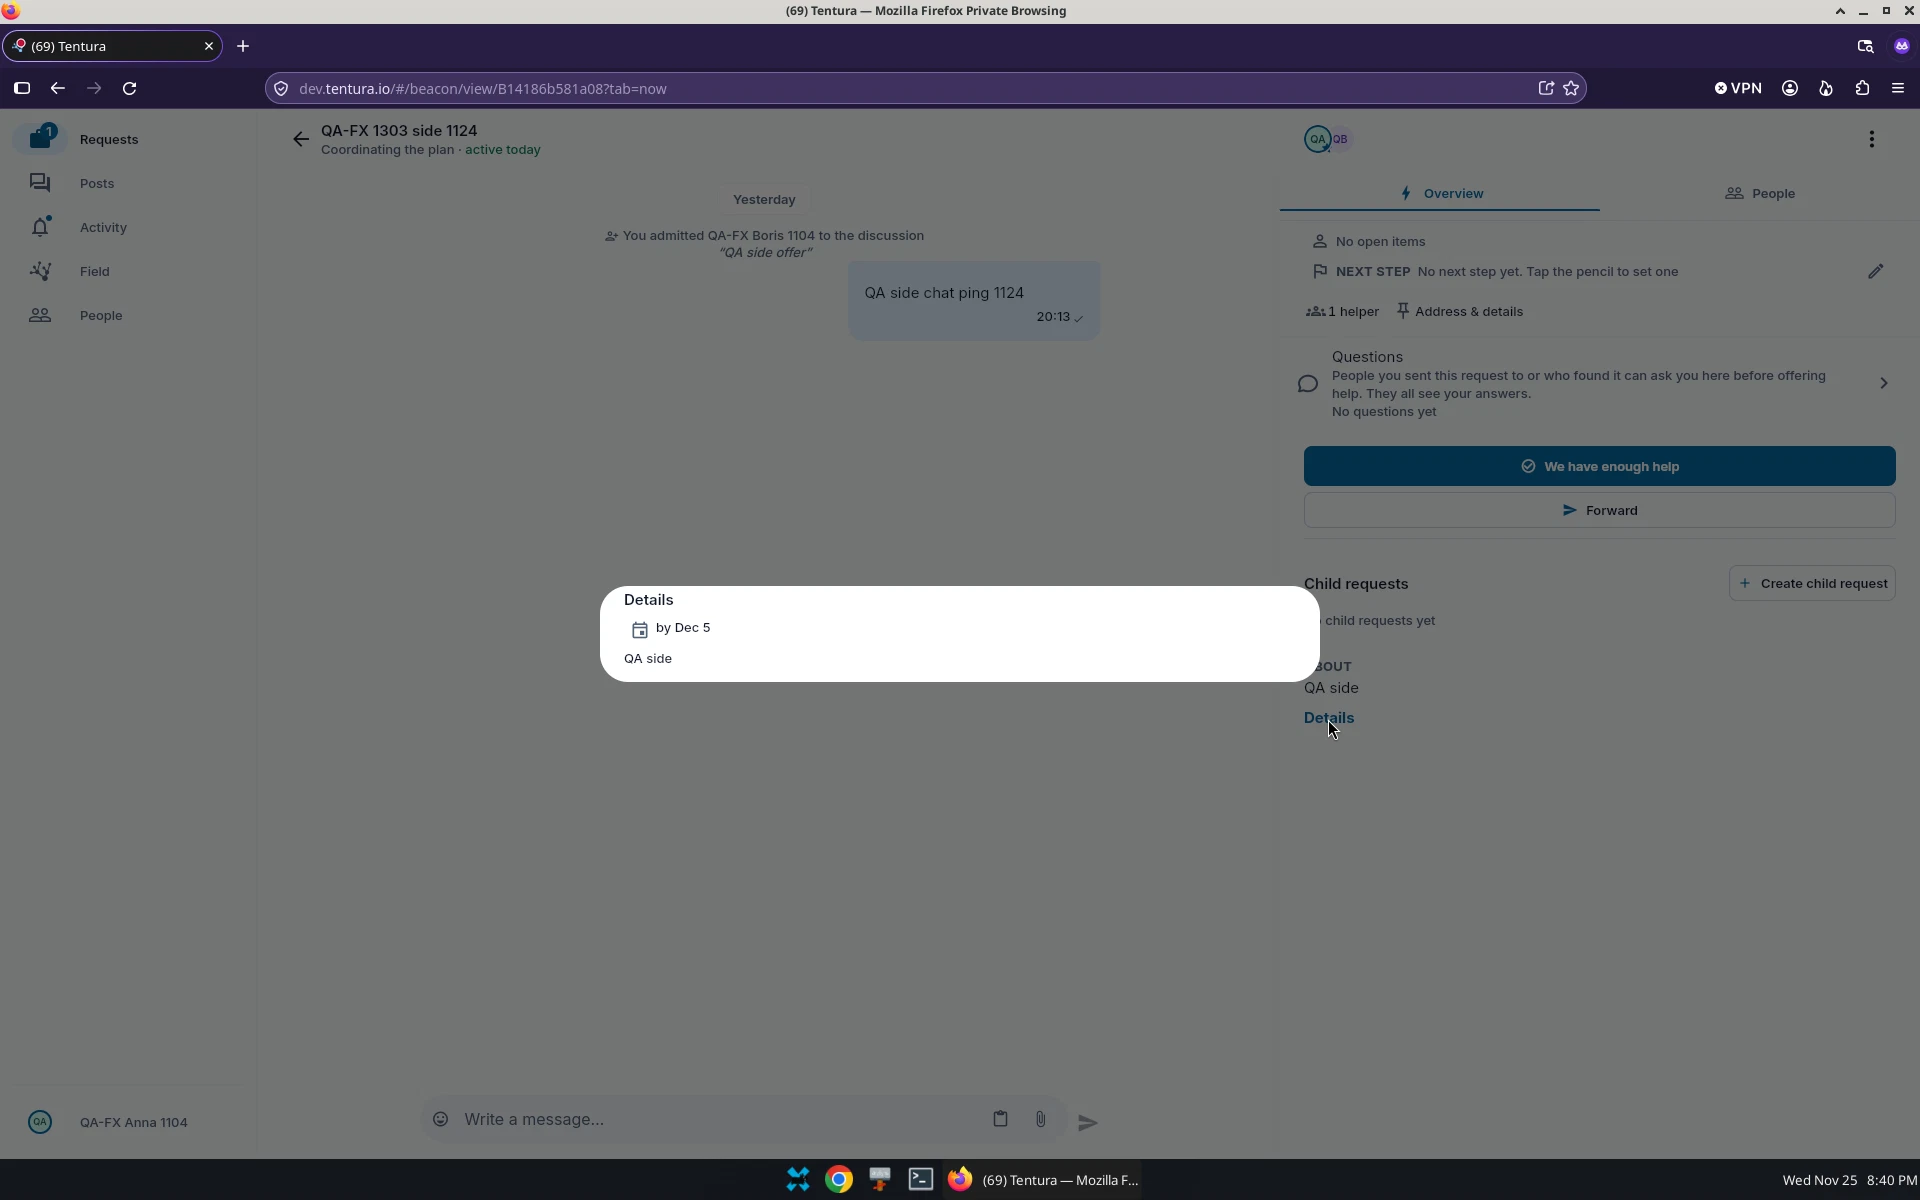 (69) Tentura — Mozilla Firefox Private Browsing
(69) Tentura
dev.tentura.io/#/beacon/view/B14186b581a08?tab=now
VPN
1
Requests
Posts
Activity
Field
People
QA-FX 1303 side 1124
Coordinating the plan · active today
Yesterday
You admitted QA-FX Boris 1104 to the discussion
“QA side offer”
QA side chat ping 1124
20:13
QA QB
Overview
People
No open items
NEXT STEP No next step yet. Tap the pencil to set one
1 helper Address & details
Questions
People you sent this request to or who found it can ask you here before offering
help. They all see your answers.
No questions yet
We have enough help
Forward
Child requests
Create child request
child requests yet
QA side
Details
Details
by Dec 5
QA side
Write a message...
QA
QA-FX Anna 1104
(69) Tentura — Mozilla F...
Wed Nov 25 8:40 PM